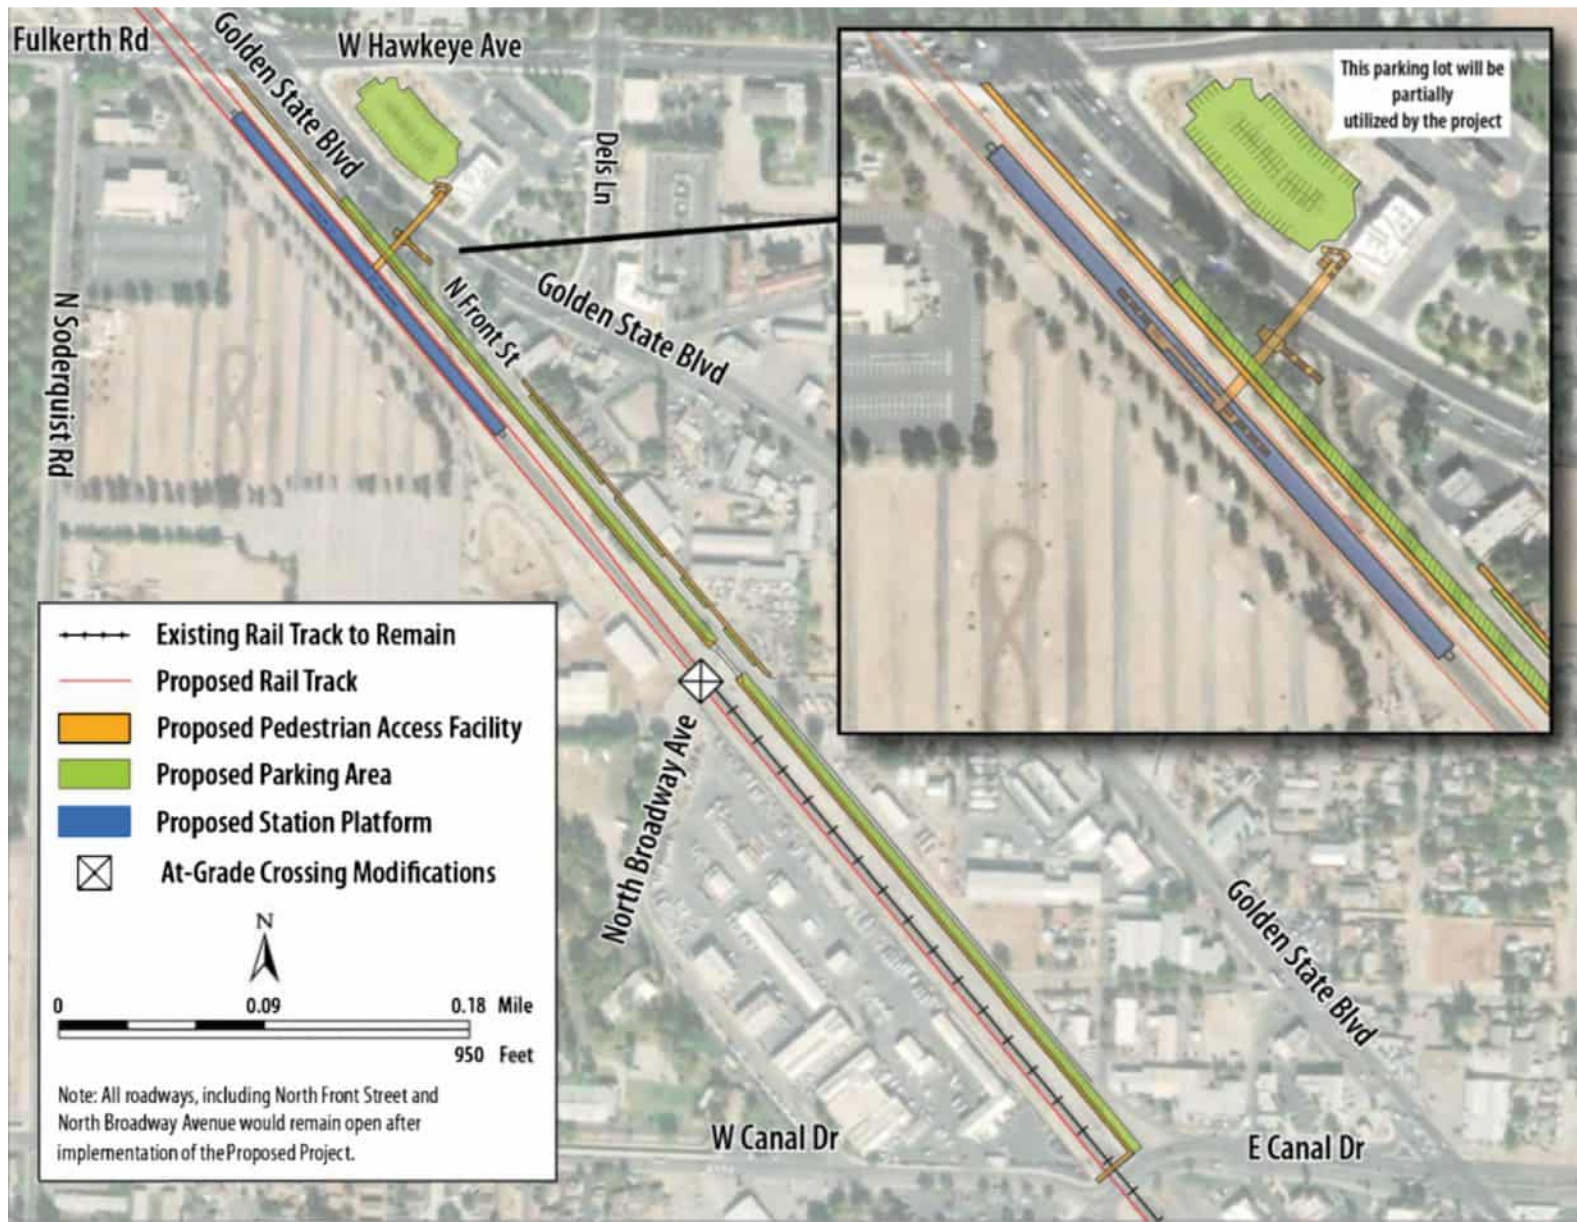 Fulkerth Rd
Golden State Blvd
W Hawkeye Ave
This parking lot will be
partially
utilized by the project
Dels Ln
N Soderquist Rd
N Front St
Golden State Blvd
Existing Rail Track to Remain
Proposed Rail Track
Proposed Pedestrian Access Facility
Proposed Parking Area
Proposed Station Platform
At-Grade Crossing Modifications
N
0 0.09 0.18 Mile
950 Feet
Note: All roadways, including North Front Street and
North Broadway Avenue would remain open after
implementation of the Proposed Project.
North Broadway Ave
Golden State Blvd
W Canal Dr
E Canal Dr